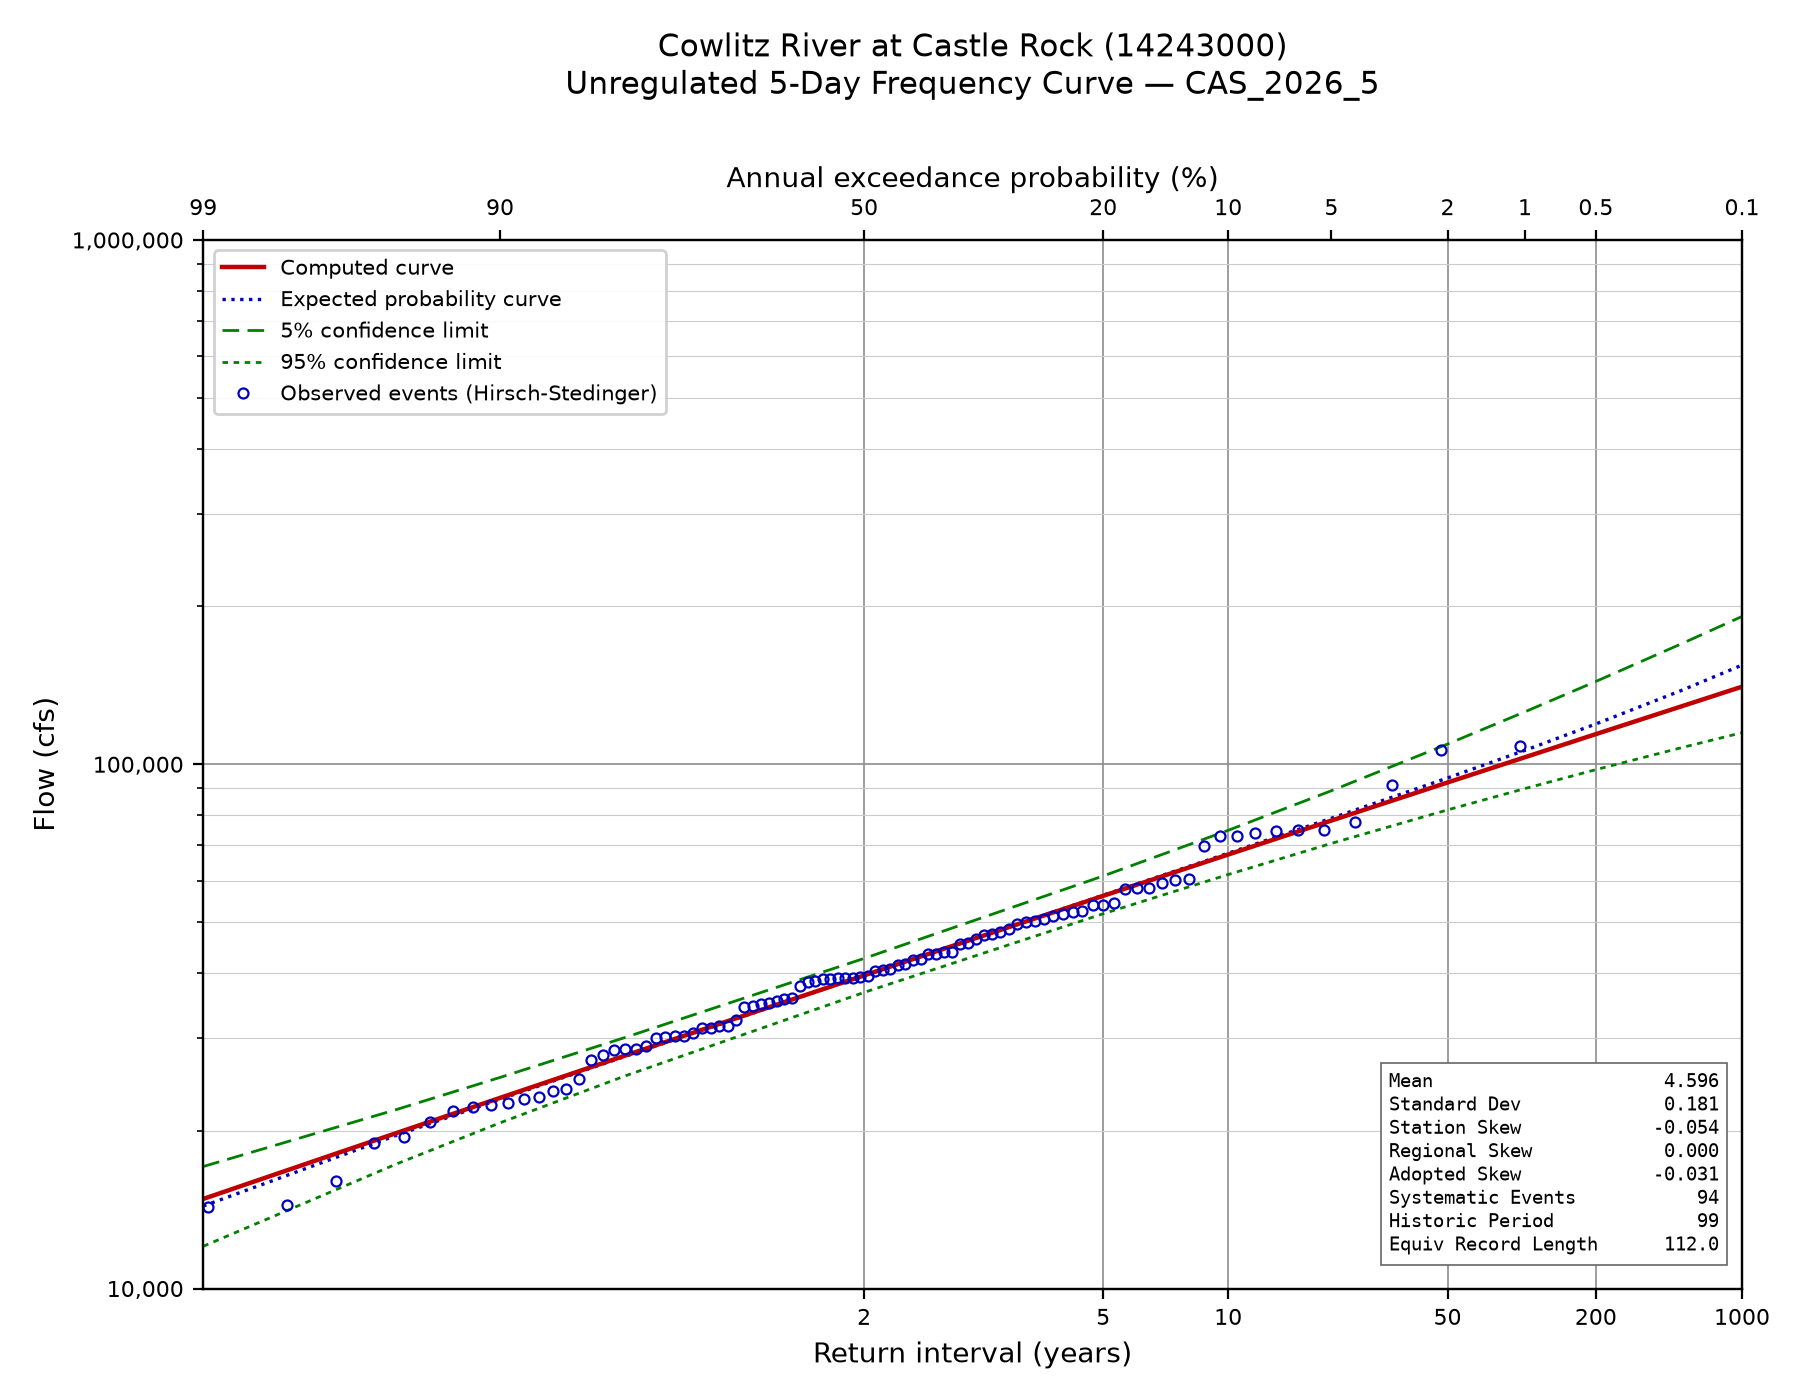 Cowlitz River at Castle Rock (14243000)
Unregulated 5-Day Frequency Curve — CAS_2026_5
Annual exceedance probability (%)
99 90 50 20 10 5 2 1 0.5 0.1
1,000,000
Computed curve
Expected probability curve
5% confidence limit
95% confidence limit
Observed events (Hirsch-Stedinger)
Flow (cfs)
100,000
Mean 4.596
Standard Dev 0.181
Station Skew -0.054
Regional Skew 0.000
Adopted Skew -0.031
Systematic Events 94
Historic Period 99
Equiv Record Length 112.0
10,000
2 5 10 50 200 1000
Return interval (years)